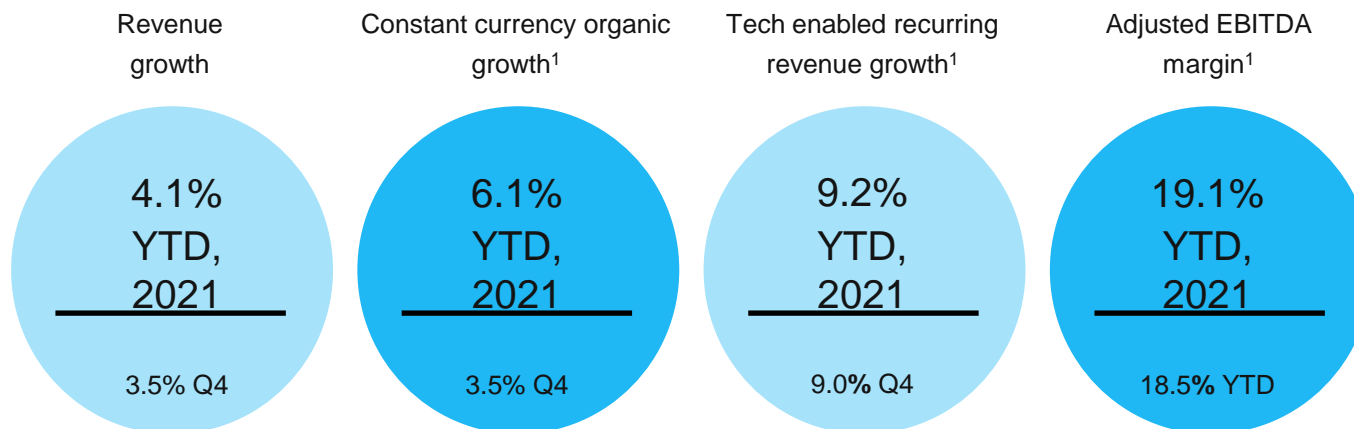 Revenue
growth
Constant currency organic
growth¹
Tech enabled recurring
revenue growth¹
Adjusted EBITDA
margin¹
4.1%
YTD,
2021
3.5% Q4
6.1%
YTD,
2021
3.5% Q4
9.2%
YTD,
2021
9.0% Q4
19.1%
YTD,
2021
18.5% YTD